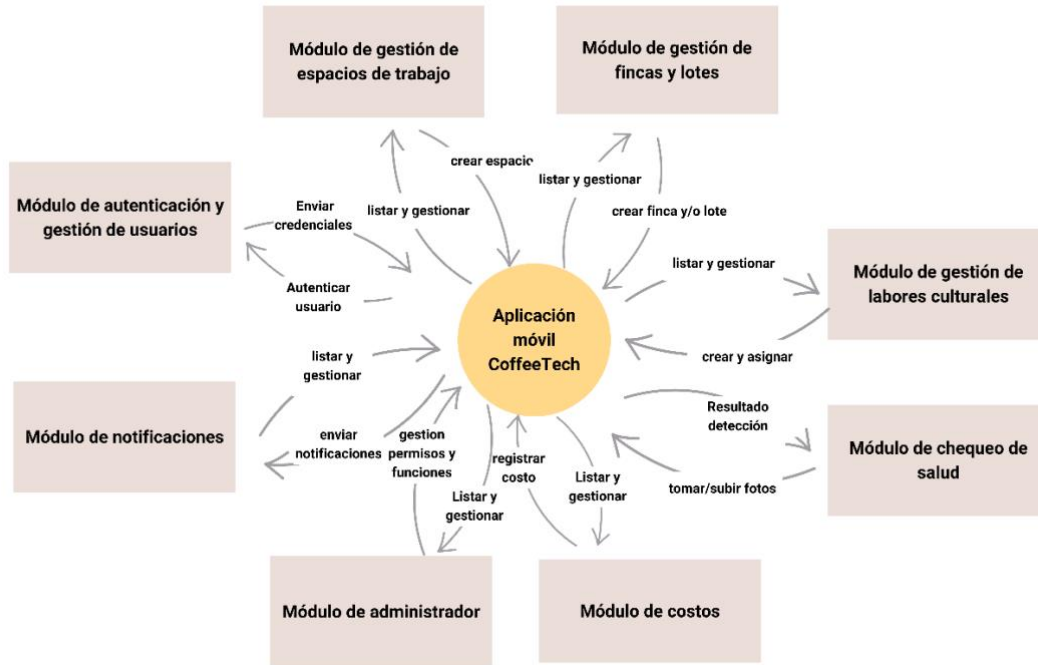 Módulo de gestión de
espacios de trabajo
Módulo de gestión de
fincas y lotes
crear espacio
listar y gestionar
listar y gestionar
crear finca y/o lote
Módulo de autenticación y
gestión de usuarios
Enviar
credenciales
Autenticar
usuario
listar y gestionar
Módulo de gestión de
labores culturales
crear y asignar
Aplicación
móvil
CoffeeTech
listar y
gestionar
Módulo de notificaciones
enviar
notificaciones
gestion
permisos y
funciones
Listar y
gestionar
registrar
costo
Listar y
gestionar
Resultado
detección
tomar/subir fotos
Módulo de chequeo de
salud
Módulo de administrador
Módulo de costos